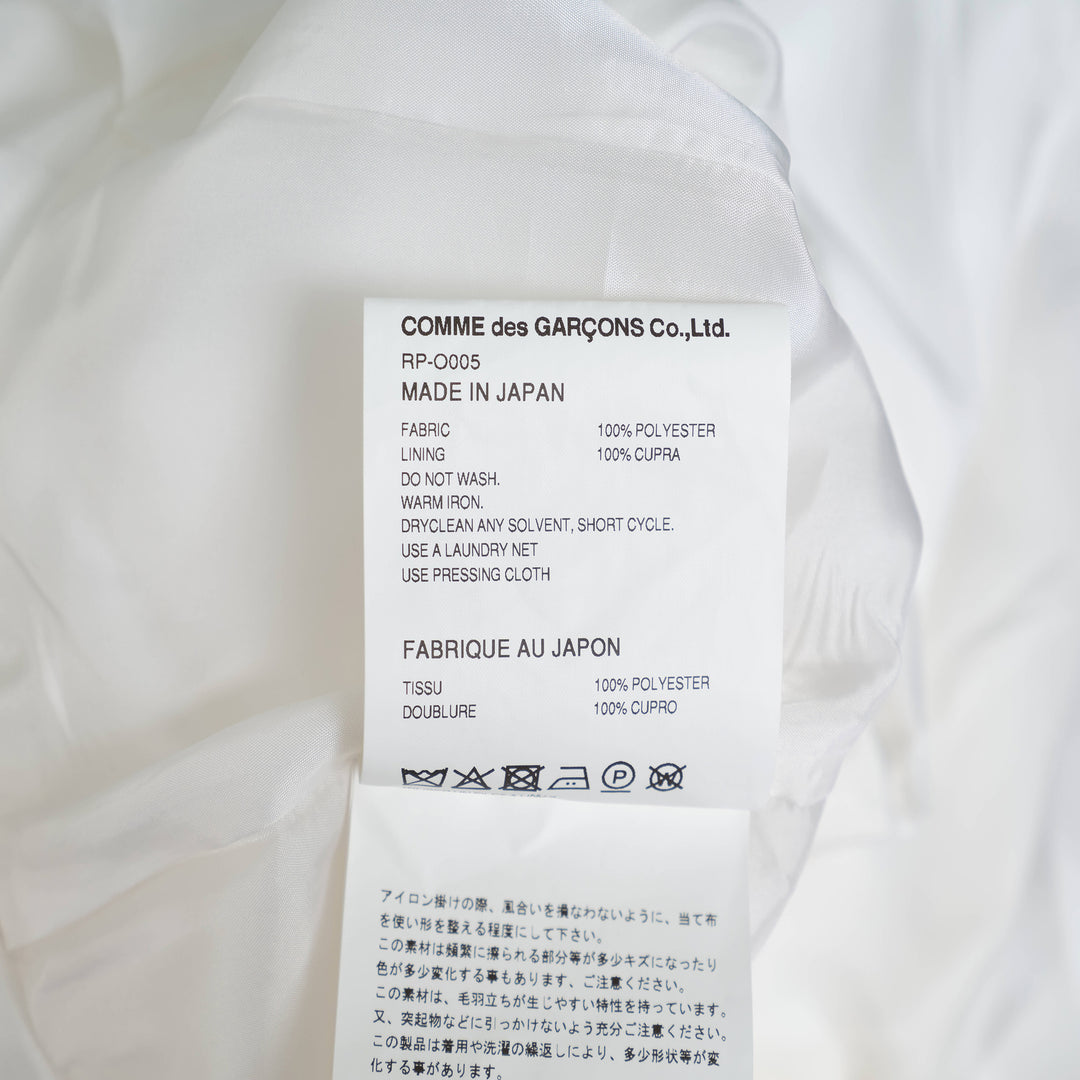 COMME des GARÇONS Co.,Ltd.
RP-O005
MADE IN JAPAN
FABRIC 100% POLYESTER
LINING 100% CUPRA
DO NOT WASH.
WARM IRON.
DRYCLEAN ANY SOLVENT, SHORT CYCLE.
USE A LAUNDRY NET
USE PRESSING CLOTH
FABRIQUE AU JAPON
TISSU 100% POLYESTER
DOUBLURE 100% CUPRO
P W
アイロン掛けの際、風合いを損なわないように、当て布
を使い形を整える程度にして下さい。
この素材は頻繁に擦られる部分等が多少キズになったり
色が多少変化する事もあります、ご注意ください。
この素材は、毛羽立ちが生じやすい特性を持っています。
又、突起物などに引っかけないよう充分ご注意ください。
この製品は着用や洗濯の繰返しにより、多少形状等が変
化する事があります。